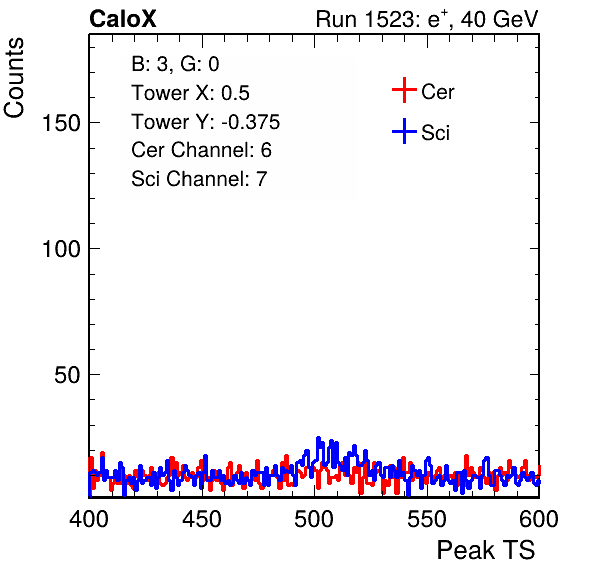 CaloX Run 1523: e+, 40 GeV
Counts
B: 3, G: 0
Tower X: 0.5
Tower Y: -0.375
Cer Channel: 6
Sci Channel: 7
Cer
Sci
150
100
50
400 450 500 550 600
Peak TS